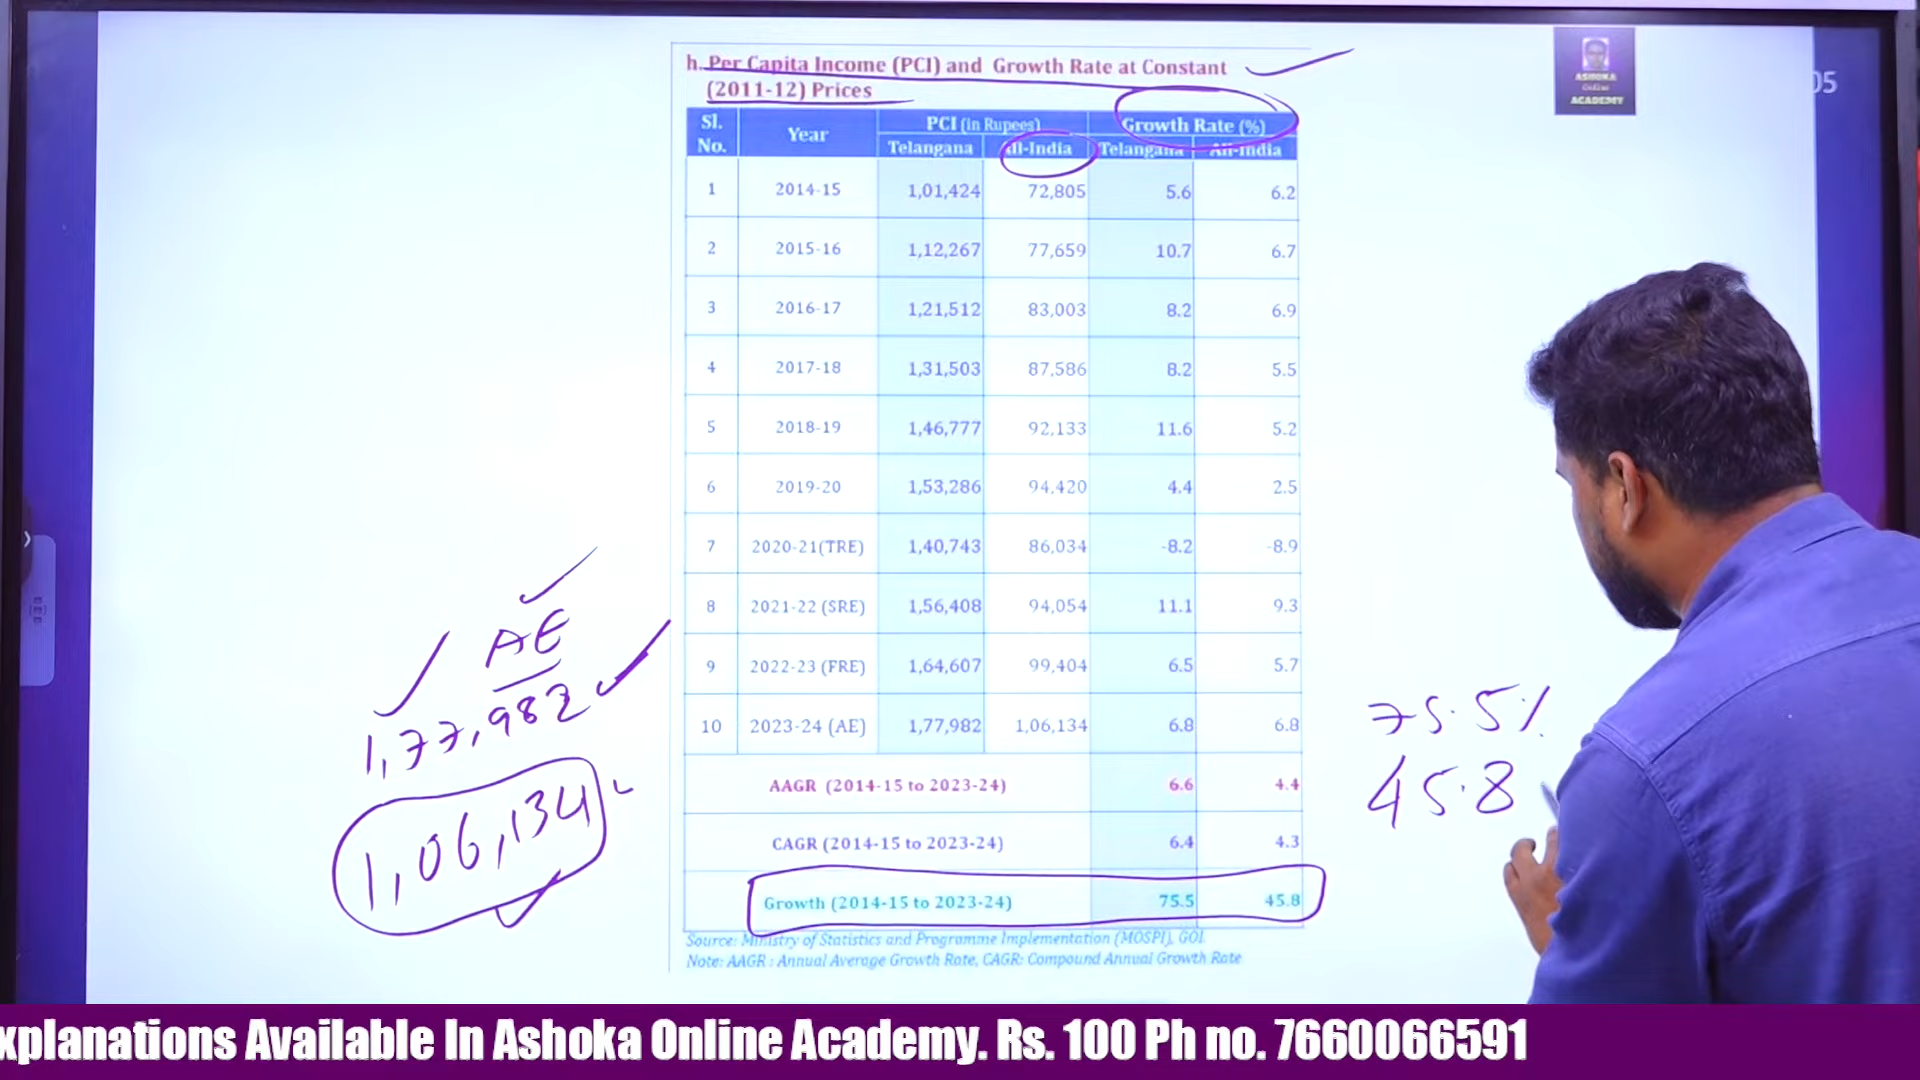 h. Per Capita Income (PCI) and Growth Rate at Constant
(2011-12) Prices
Sl. No. Year PCI (in Rupees) Growth Rate (%)
Telangana All-India Telangana All-India
1 2014-15 1,01,424 72,805 5.6 6.2
2 2015-16 1,12,267 77,659 10.7 6.7
3 2016-17 1,21,512 83,003 8.2 6.9
4 2017-18 1,31,503 87,586 8.2 5.5
5 2018-19 1,46,777 92,133 11.6 5.2
6 2019-20 1,53,286 94,420 4.4 2.5
7 2020-21(TRE) 1,40,743 86,034 -8.2 -8.9
8 2021-22 (SRE) 1,56,408 94,054 11.1 9.3
9 2022-23 (FRE) 1,64,607 99,404 6.5 5.7
10 2023-24 (AE) 1,77,982 1,06,134 6.8 6.8
AAGR (2014-15 to 2023-24) 6.6 4.4
CAGR (2014-15 to 2023-24) 6.4 4.3
Growth (2014-15 to 2023-24) 75.5 45.8
Source: Ministry of Statistics and Programme Implementation (MOSPI), GOI.
Note: AAGR : Annual Average Growth Rate, CAGR: Compound Annual Growth Rate
AE
1,77,982
1,06,134
75.5%
45.8
ASHOKA
Online
ACADEMY
05
xplanations Available In Ashoka Online Academy. Rs. 100 Ph no. 7660066591